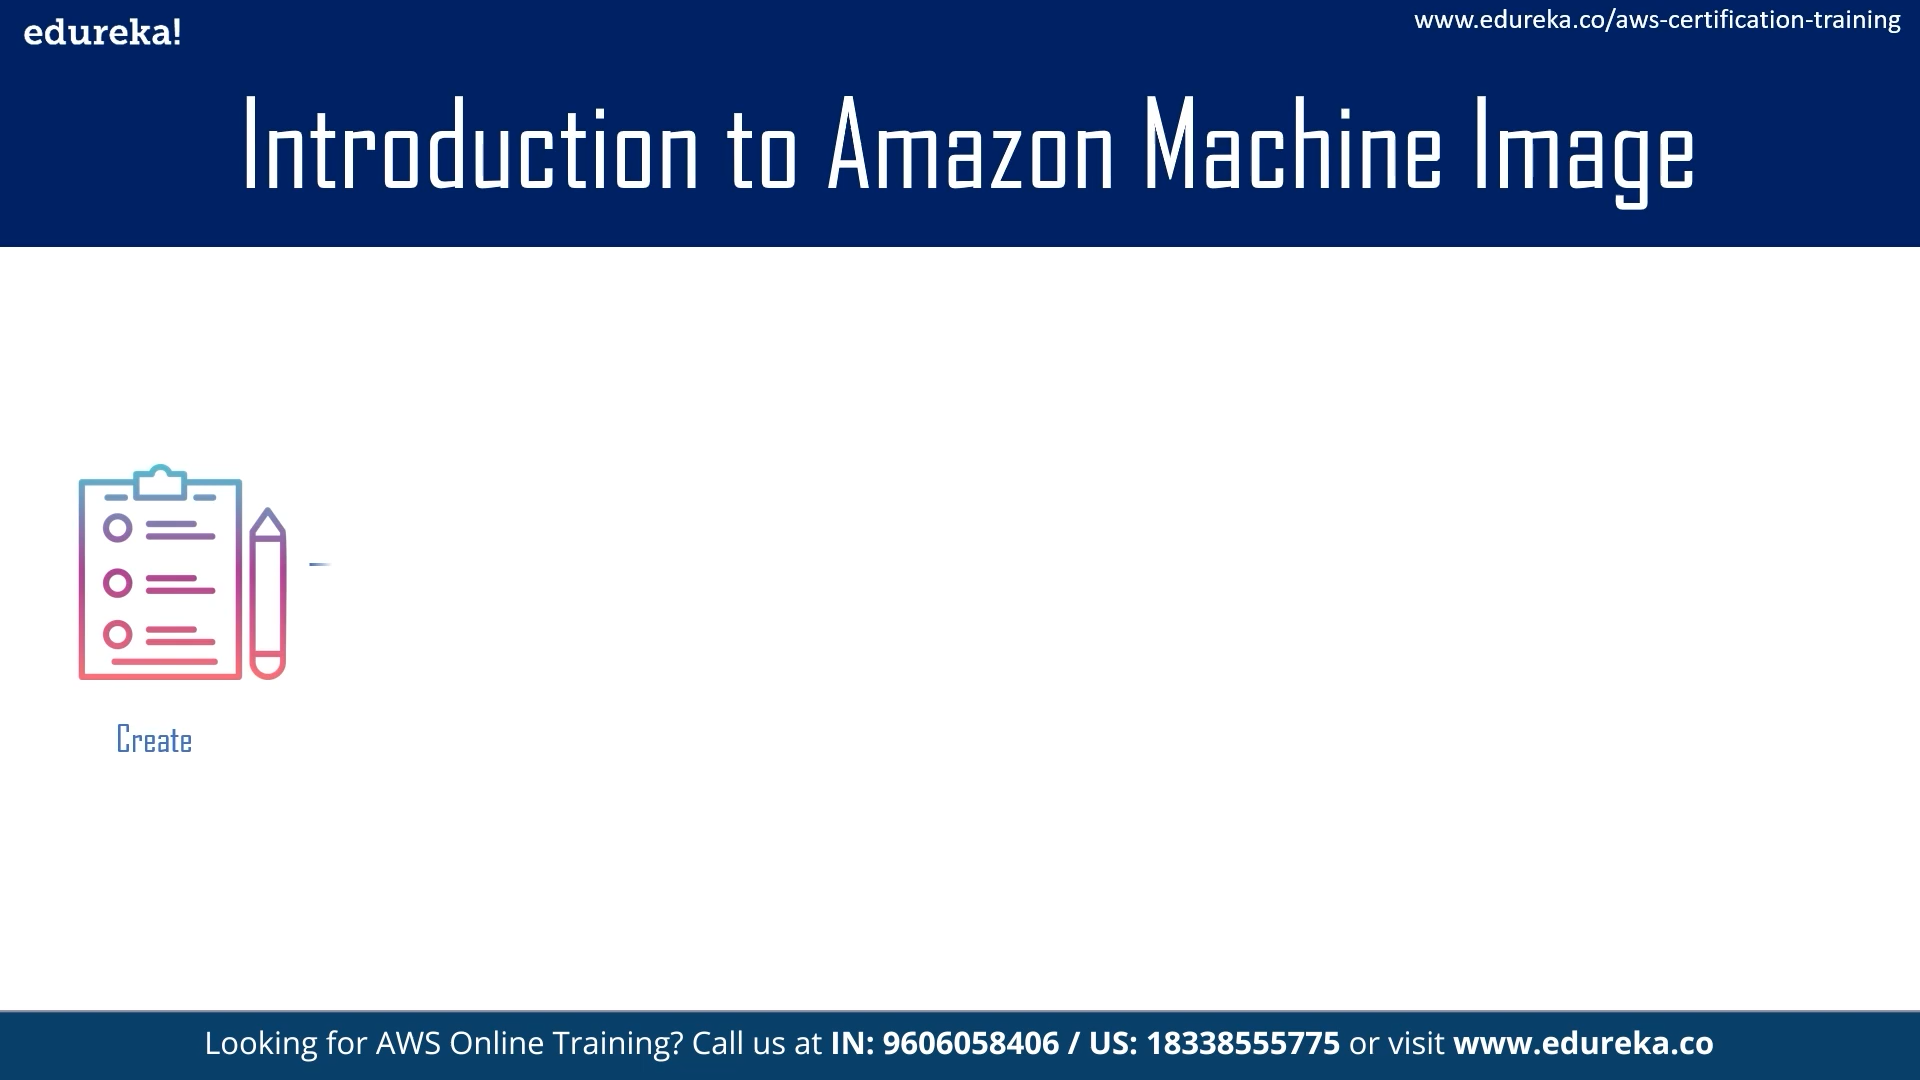 edureka!
www.edureka.co/aws-certification-training
Introduction to Amazon Machine Image
Create
Looking for AWS Online Training? Call us at IN: 9606058406 / US: 18338555775 or visit www.edureka.co